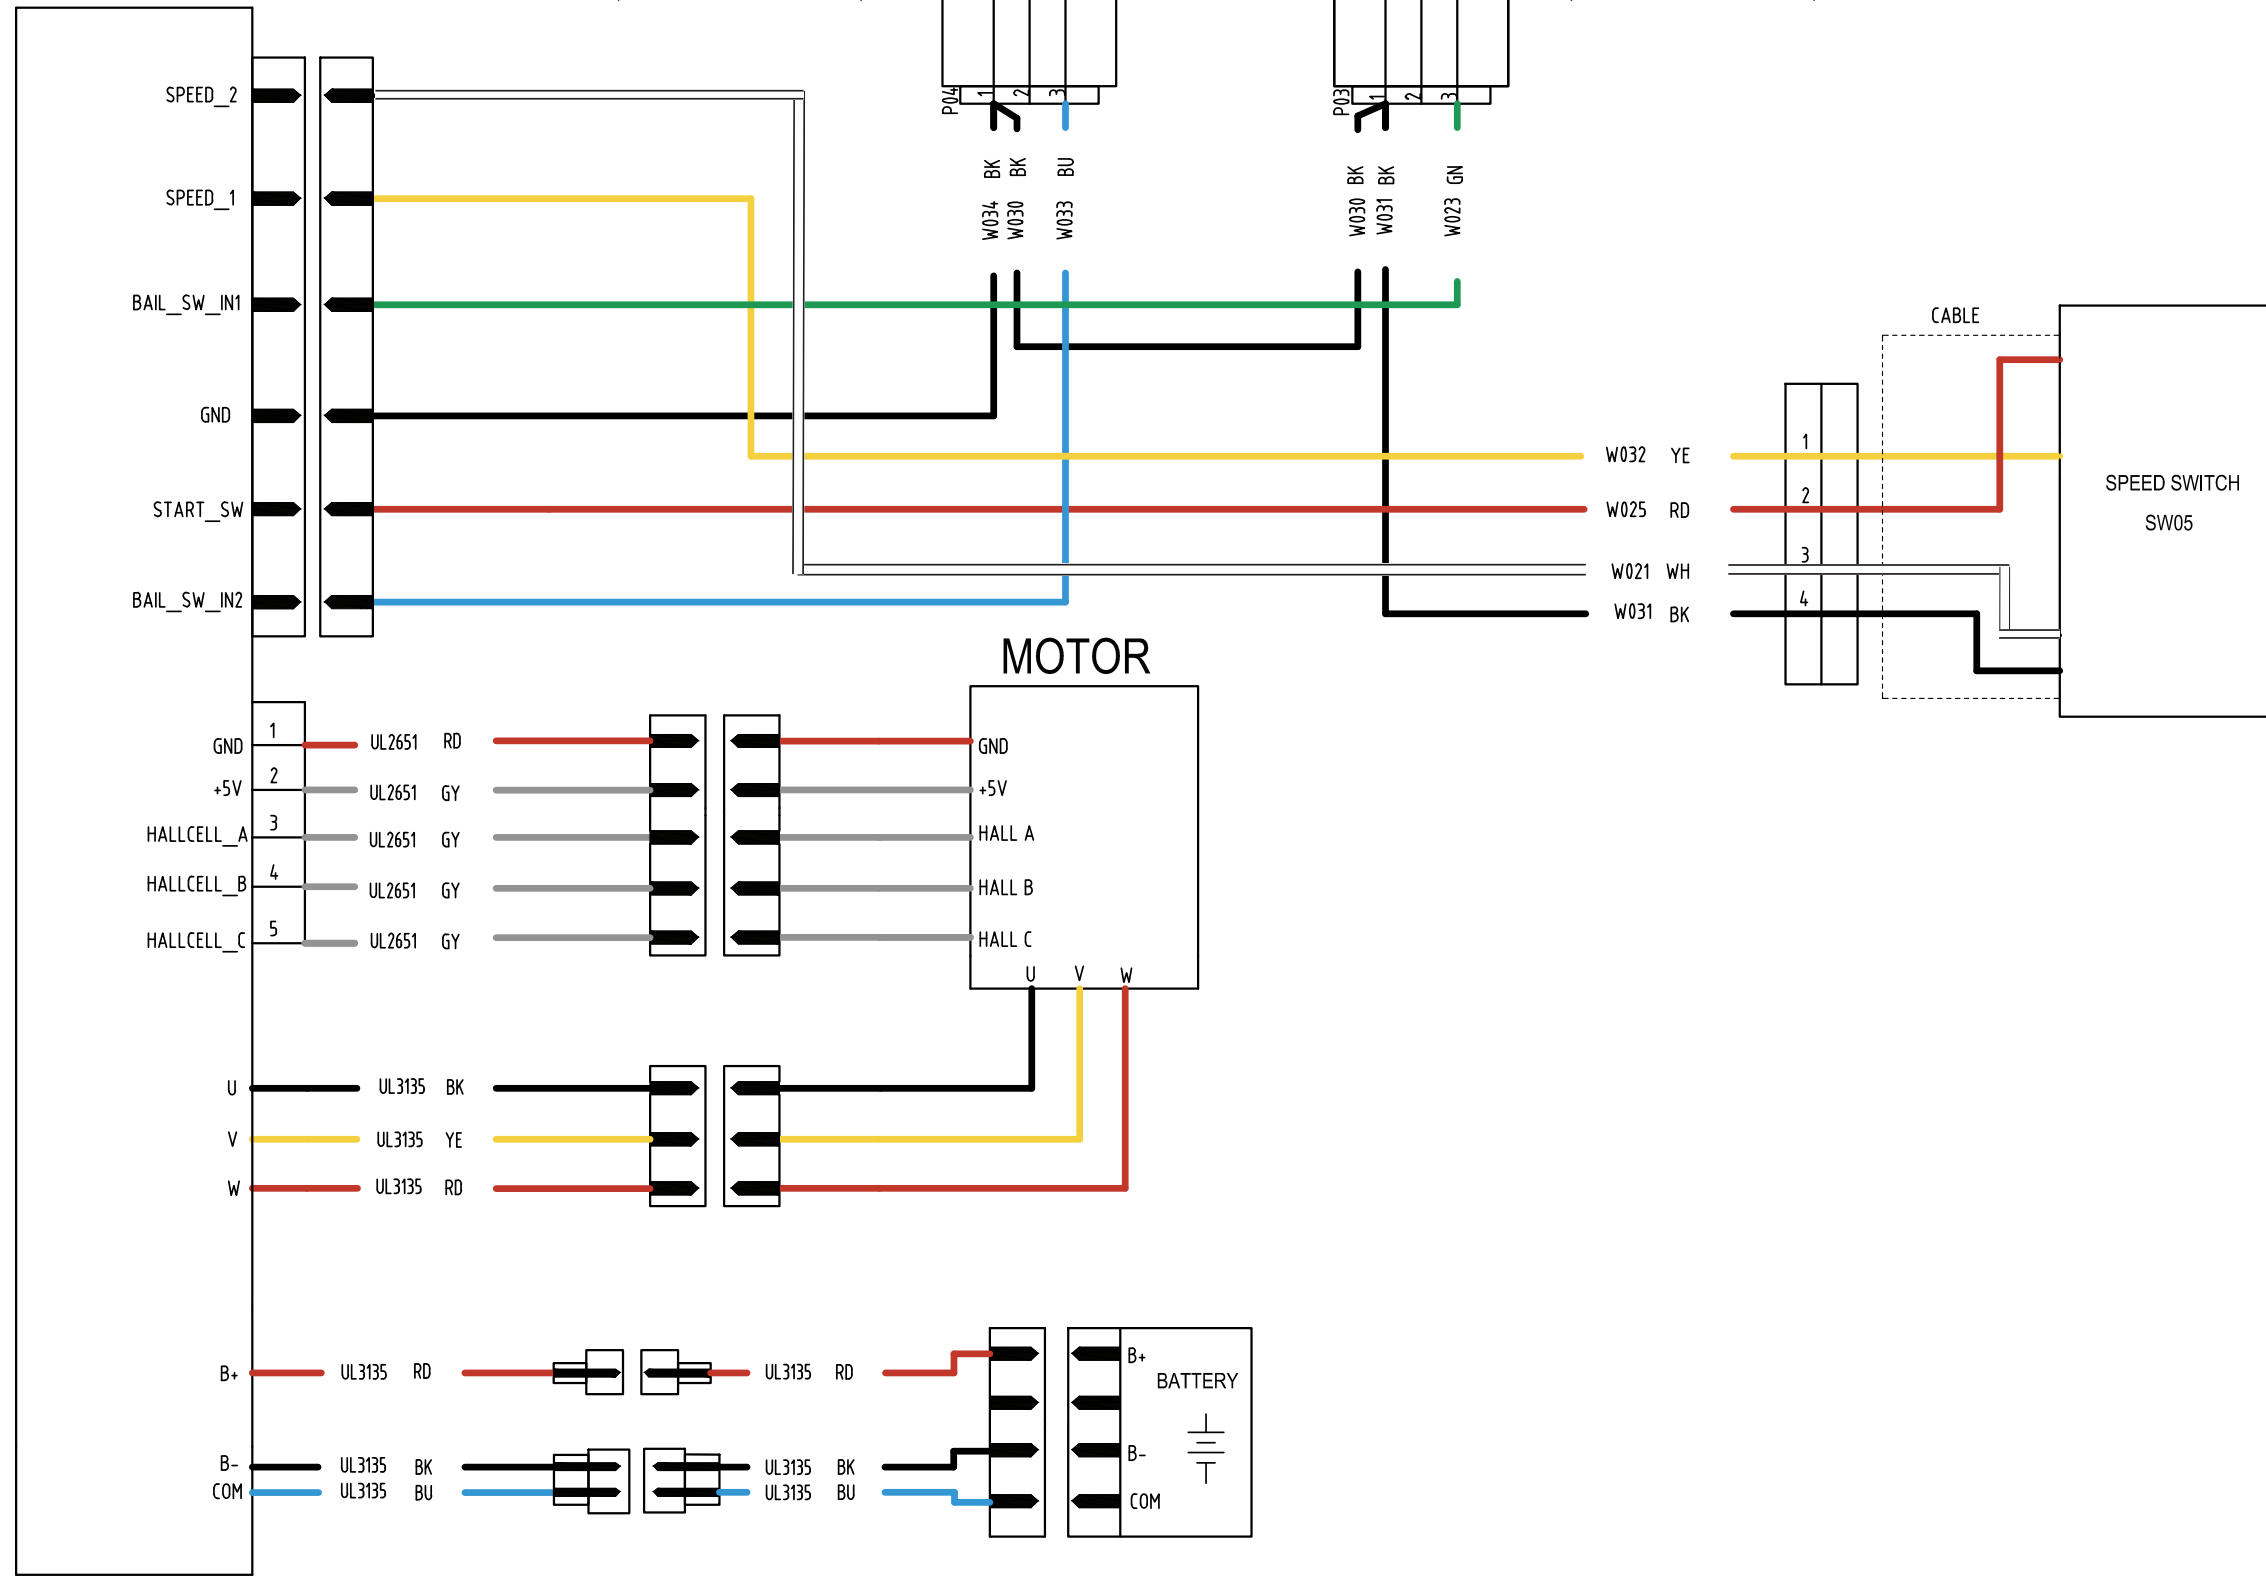 P04 1 2 3
P03 1 2 3
SPEED_2
W034 BK
W030 BK
W033 BU
W030 BK
W031 BK
W023 GN
SPEED_1
BAIL_SW_IN1
CABLE
GND
1
W032 YE
SPEED SWITCH
SW05
2
START_SW
W025 RD
3
W021 WH
4
BAIL_SW_IN2
W031 BK
MOTOR
GND 1 UL2651 RD GND
+5V 2 UL2651 GY +5V
HALLCELL_A 3 UL2651 GY HALL A
HALLCELL_B 4 UL2651 GY HALL B
HALLCELL_C 5 UL2651 GY HALL C
U V W
U UL3135 BK
V UL3135 YE
W UL3135 RD
B+ UL3135 RD UL3135 RD B+
BATTERY
B- UL3135 BK UL3135 BK B-
COM UL3135 BU UL3135 BU COM